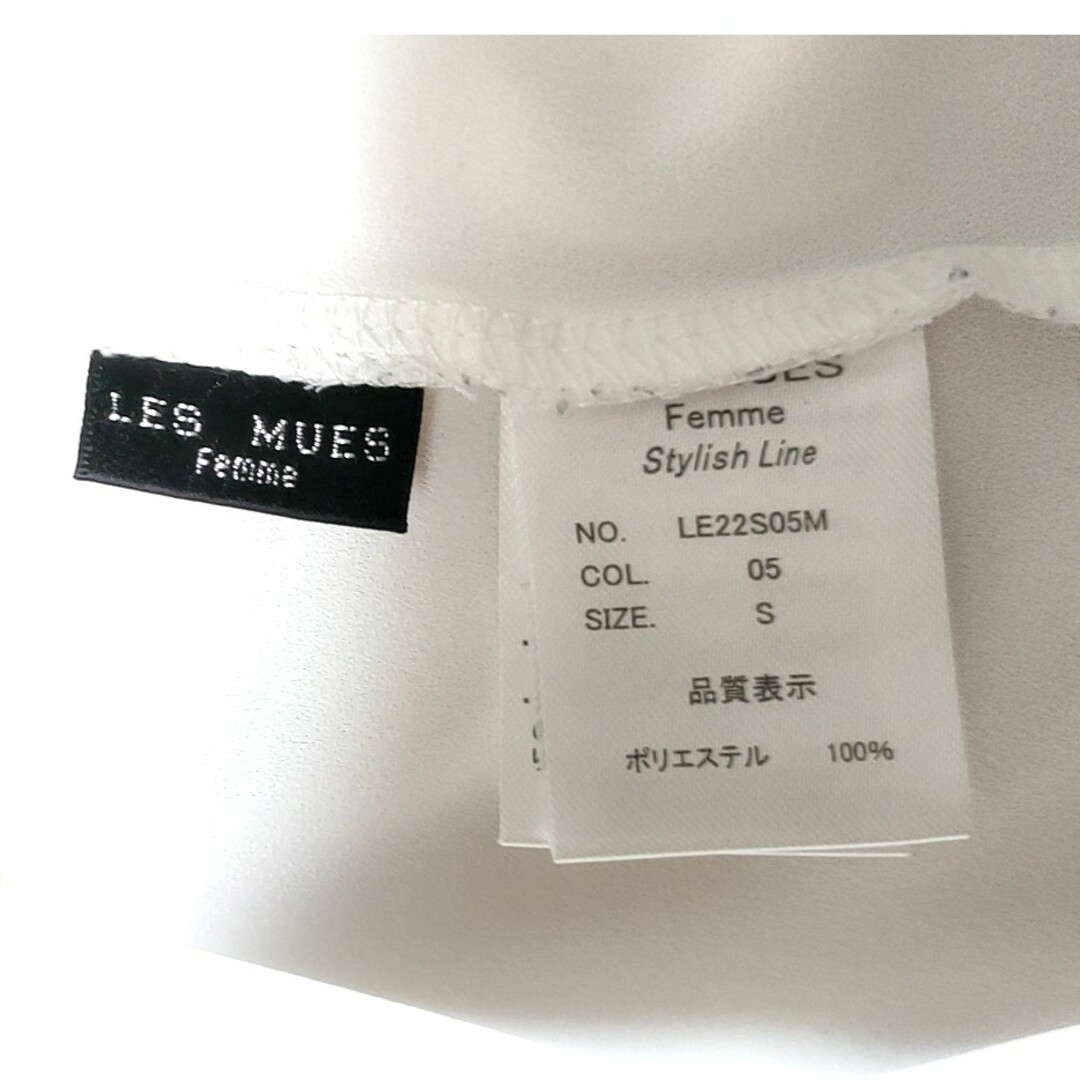 LES MUES
Femme
Femme
Stylish Line
NO. LE22S05M
COL. 05
SIZE. S
品質表示
ポリエステル 100%